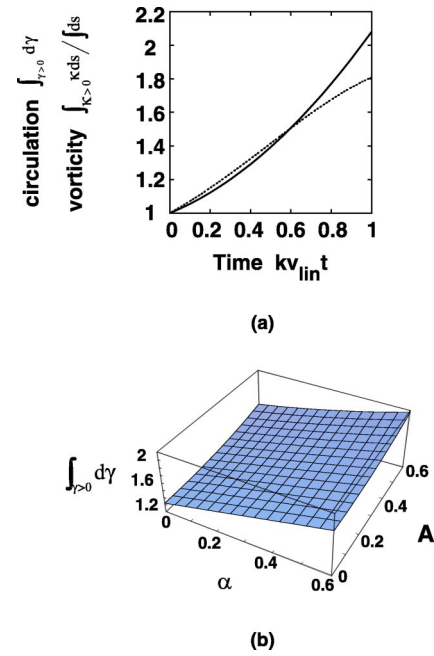 circulation ∫γ>0 dγ
vorticity ∫κ>0 κds / ∫ds
2.2
2
1.8
1.6
1.4
1.2
1
0 0.2 0.4 0.6 0.8 1
Time kvlint
(a)
∫γ>0 dγ
2
1.6
1.2
0
0.2
0.4
0.6
α
0
0.2
0.4
0.6
A
(b)